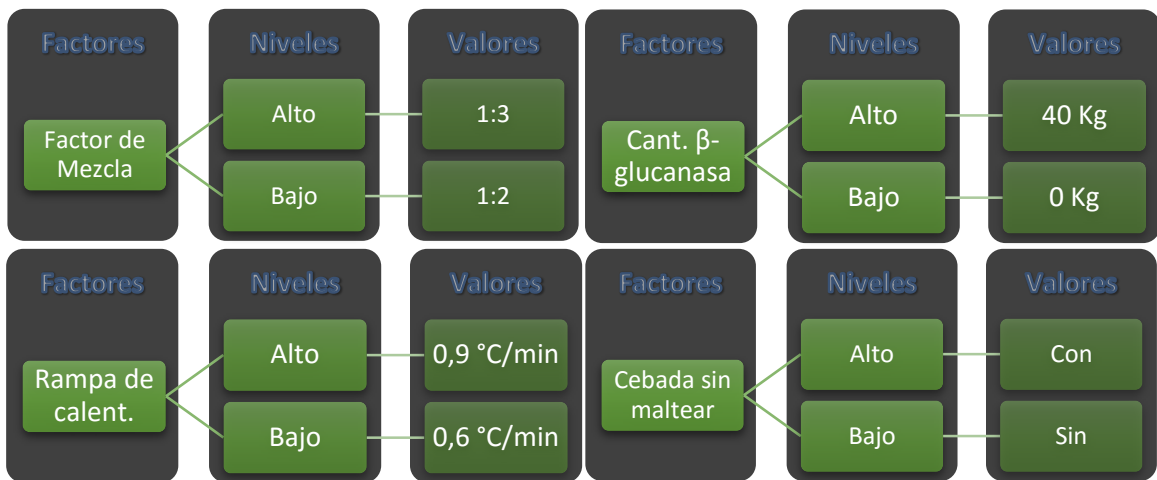 Factores Niveles Valores
Factor de
Mezcla
Alto 1:3
Bajo 1:2
Factores Niveles Valores
Cant. β-
glucanasa
Alto 40 Kg
Bajo 0 Kg
Factores Niveles Valores
Rampa de
calent.
Alto 0,9 °C/min
Bajo 0,6 °C/min
Factores Niveles Valores
Cebada sin
maltear
Alto Con
Bajo Sin